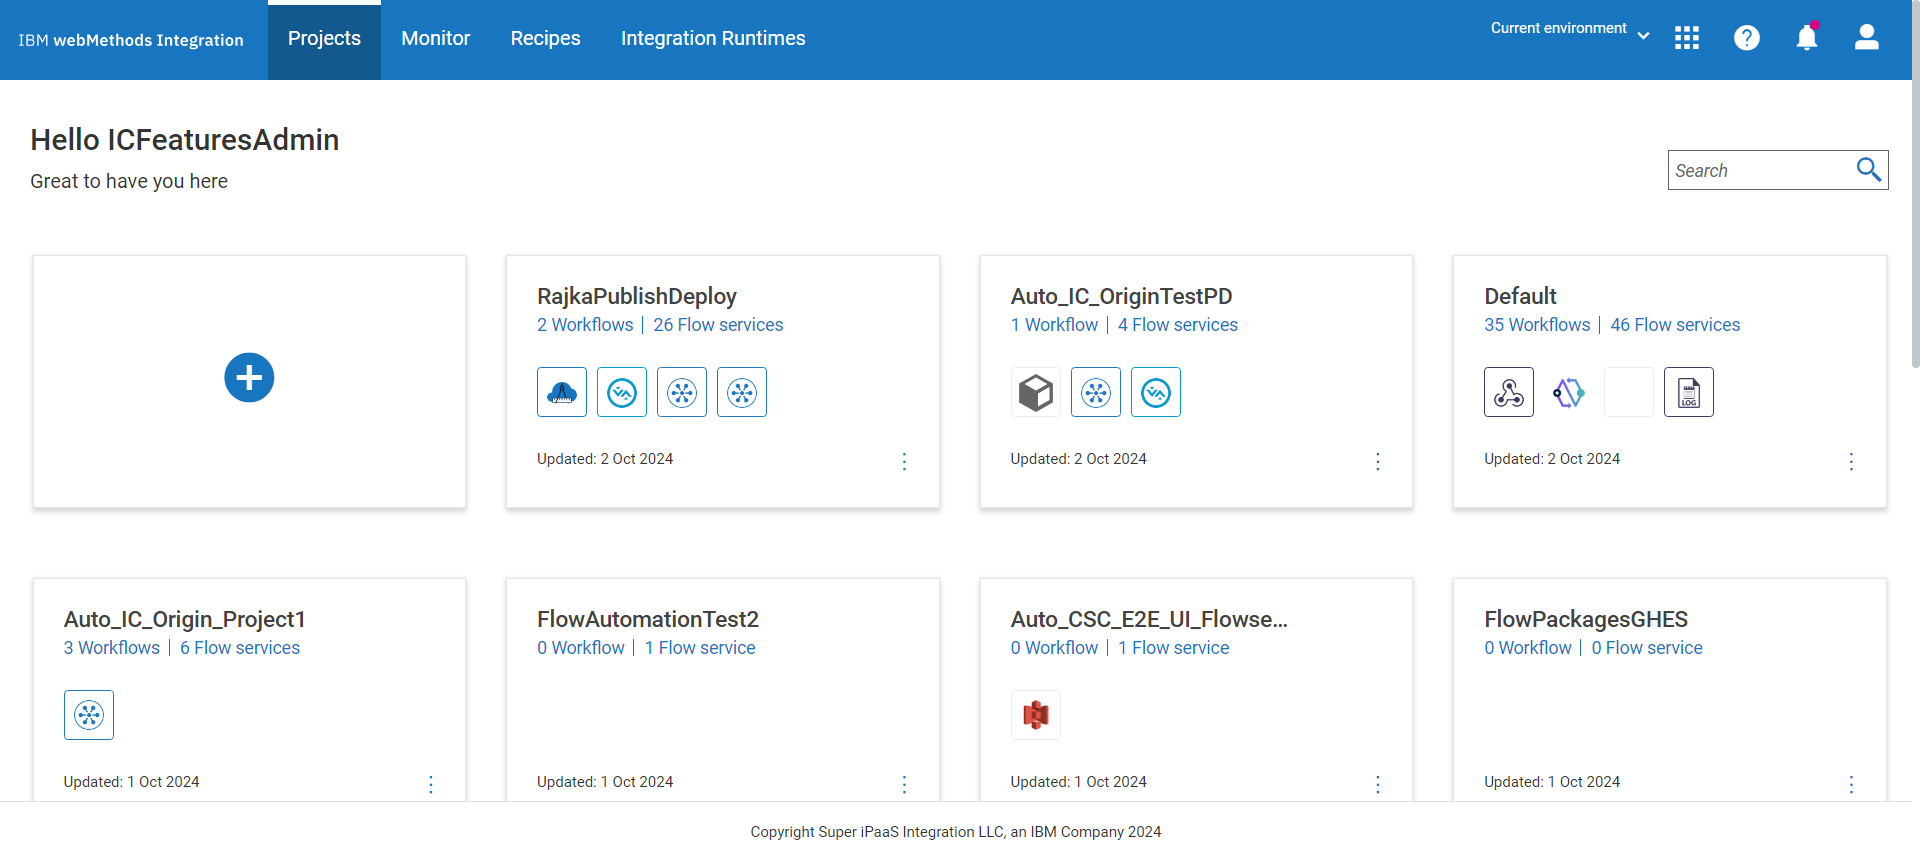 IBM webMethods Integration
Projects
Monitor
Recipes
Integration Runtimes
Current environment
Hello ICFeaturesAdmin
Great to have you here
Search
RajkaPublishDeploy
2 Workflows | 26 Flow services
Updated: 2 Oct 2024
Auto_IC_OriginTestPD
1 Workflow | 4 Flow services
Updated: 2 Oct 2024
Default
35 Workflows | 46 Flow services
LOG
Updated: 2 Oct 2024
Auto_IC_Origin_Project1
3 Workflows | 6 Flow services
Updated: 1 Oct 2024
FlowAutomationTest2
0 Workflow | 1 Flow service
Updated: 1 Oct 2024
Auto_CSC_E2E_UI_Flowse...
0 Workflow | 1 Flow service
Updated: 1 Oct 2024
FlowPackagesGHES
0 Workflow | 0 Flow service
Updated: 1 Oct 2024
Copyright Super iPaaS Integration LLC, an IBM Company 2024